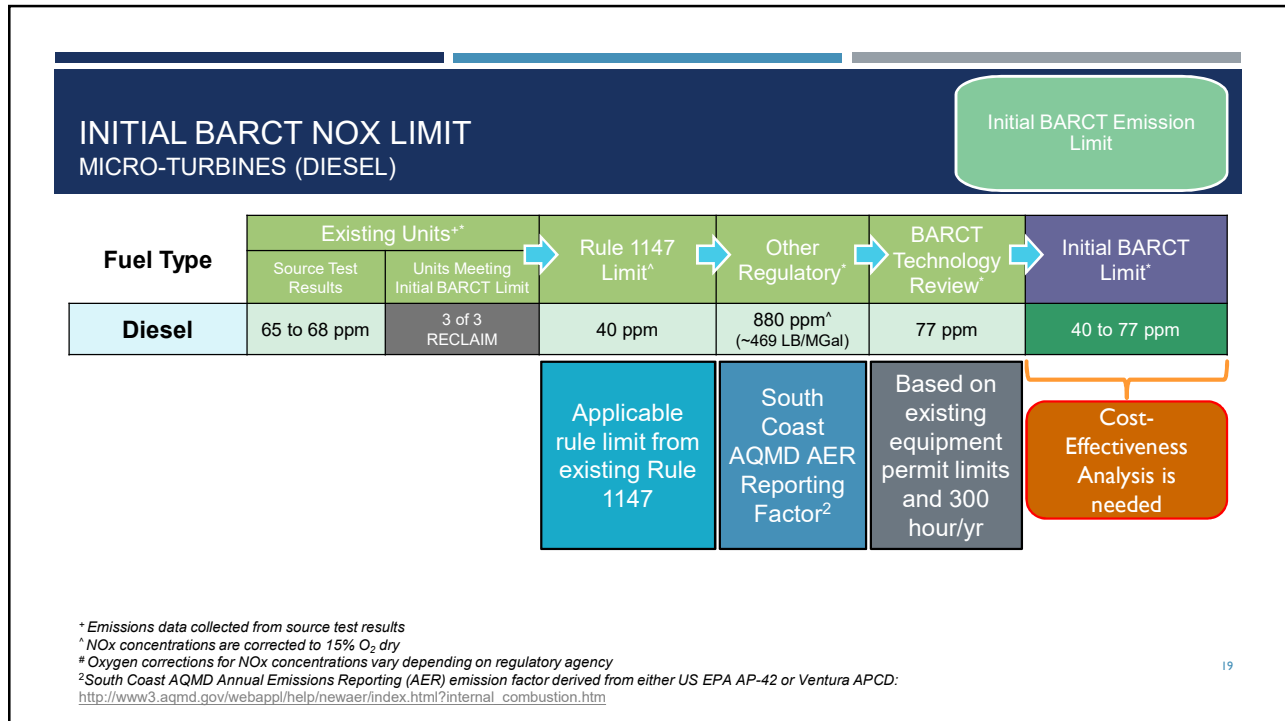 INITIAL BARCT NOX LIMIT
MICRO-TURBINES (DIESEL)
Initial BARCT Emission
Limit
Fuel Type
Existing Units+*
Source Test
Results
Units Meeting
Initial BARCT Limit
Rule 1147
Limit^
Other
Regulatory*
BARCT
Technology
Review*
Initial BARCT
Limit*
Diesel
65 to 68 ppm
3 of 3
RECLAIM
40 ppm
880 ppm^
(~469 LB/MGal)
77 ppm
40 to 77 ppm
Applicable
rule limit from
existing Rule
1147
South
Coast
AQMD AER
Reporting
Factor2
Based on
existing
equipment
permit limits
and 300
hour/yr
Cost-
Effectiveness
Analysis is
needed
+ Emissions data collected from source test results
^ NOx concentrations are corrected to 15% O2 dry
# Oxygen corrections for NOx concentrations vary depending on regulatory agency
2South Coast AQMD Annual Emissions Reporting (AER) emission factor derived from either US EPA AP-42 or Ventura APCD:
http://www3.aqmd.gov/webappl/help/newaer/index.html?internal_combustion.htm
19